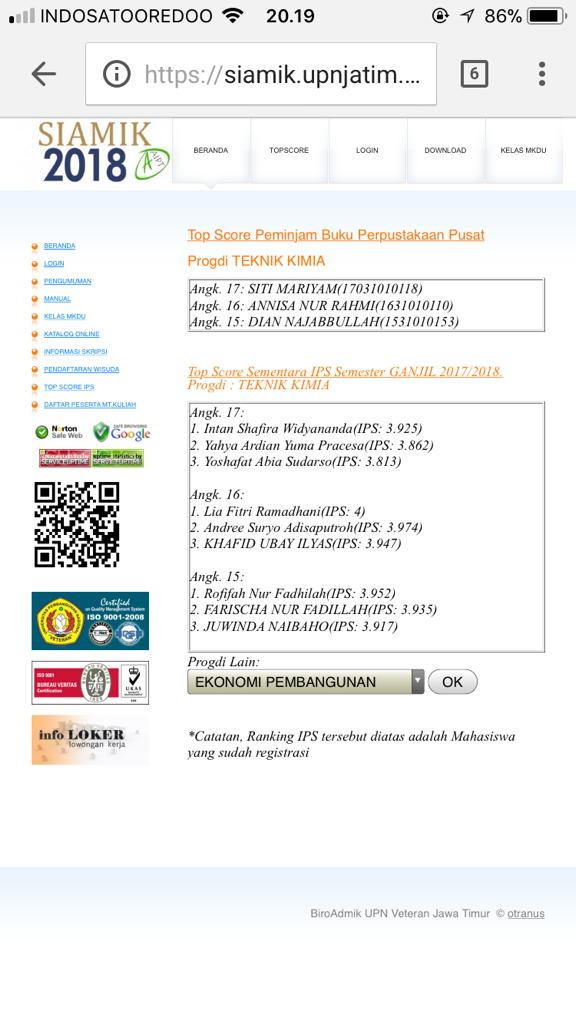 INDOSATOOREDOO 20.19 86%
https://siamik.upnjatim.... 6
SIAMIK
2018
BERANDA TOPSCORE LOGIN DOWNLOAD KELAS MKDU
BERANDA
LOGIN
PENGUMUMAN
MANUAL
KELAS MKDU
KATALOG ONLINE
INFORMASI SKRIPSI
PENDAFTARAN WISUDA
TOP SCORE IPS
DAFTAR PESERTA MT.KULIAH
Norton
Safe Web
SAFE BROWSING
Google
Certified
on Quality Management System
ISO 9001-2008
ISO 9001
BUREAU VERITAS
Certification
UKAS
info LOKER
lowongan kerja
Top Score Peminjam Buku Perpustakaan Pusat
Progdi TEKNIK KIMIA
Angk. 17: SITI MARIYAM(17031010118)
Angk. 16: ANNISA NUR RAHMI(1631010110)
Angk. 15: DIAN NAJABBULLAH(1531010153)
Top Score Sementara IPS Semester GANJIL 2017/2018.
Progdi : TEKNIK KIMIA
Angk. 17:
1. Intan Shafira Widyananda(IPS: 3.925)
2. Yahya Ardian Yuma Pracesa(IPS: 3.862)
3. Yoshafat Abia Sudarso(IPS: 3.813)
Angk. 16:
1. Lia Fitri Ramadhani(IPS: 4)
2. Andree Suryo Adisaputroh(IPS: 3.974)
3. KHAFID UBAY ILYAS(IPS: 3.947)
Angk. 15:
1. Rofifah Nur Fadhilah(IPS: 3.952)
2. FARISCHA NUR FADILLAH(IPS: 3.935)
3. JUWINDA NAIBAHO(IPS: 3.917)
Progdi Lain:
EKONOMI PEMBANGUNAN OK
*Catatan, Ranking IPS tersebut diatas adalah Mahasiswa
yang sudah registrasi
BiroAdmik UPN Veteran Jawa Timur © otranus